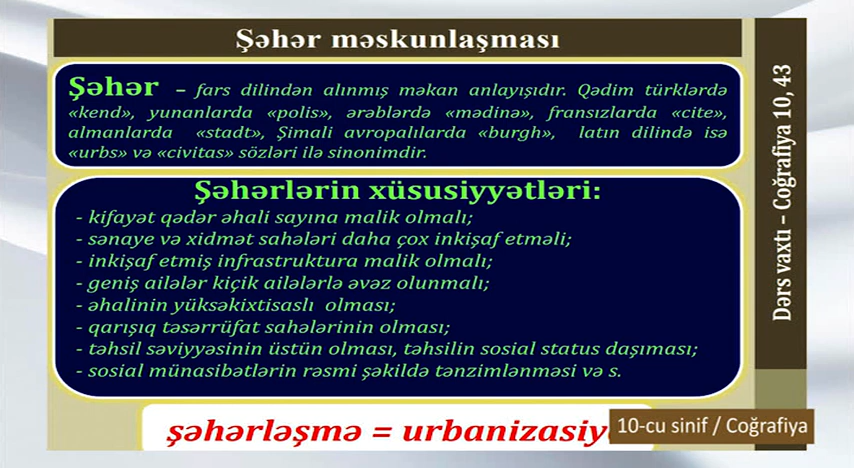 Şəhər məskunlaşması
Şəhər – fars dilindən alınmış məkan anlayışıdır. Qədim türklərdə
«kend», yunanlarda «polis», ərəblərdə «mədinə», fransızlarda «cite»,
almanlarda «stadt», Şimali avropalılarda «burgh», latın dilində isə
«urbs» və «civitas» sözləri ilə sinonimdir.
Şəhərlərin xüsusiyyətləri:
- kifayət qədər əhali sayına malik olmalı;
- sənaye və xidmət sahələri daha çox inkişaf etməli;
- inkişaf etmiş infrastruktura malik olmalı;
- geniş ailələr kiçik ailələrlə əvəz olunmalı;
- əhalinin yüksəkixtisaslı olması;
- qarışıq təsərrüfat sahələrinin olması;
- təhsil səviyyəsinin üstün olması, təhsilin sosial status daşıması;
- sosial münasibətlərin rəsmi şəkildə tənzimlənməsi və s.
şəhərləşmə = urbanizasiy
10-cu sinif / Coğrafiya
Dərs vaxtı – Coğrafiya 10, 43